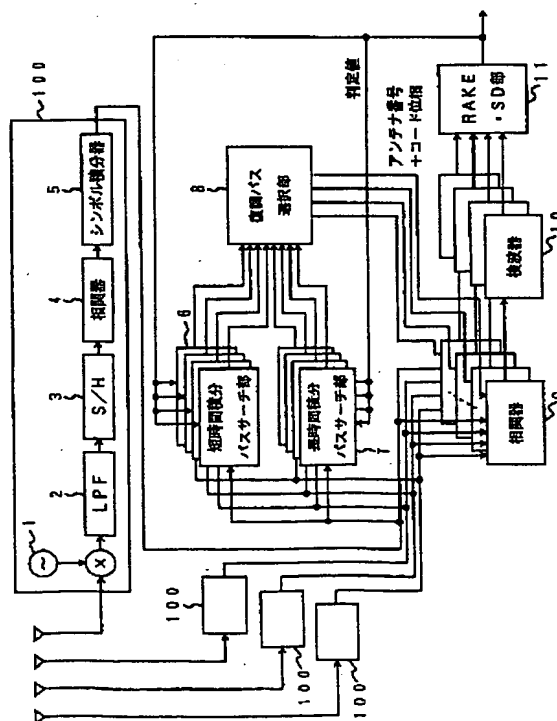 100
1
2
LPF
3
S/H
4
相関器
5
シンボル積分器
100
100
100
6
短時間積分
パスサーチ部
7
長時間積分
パスサーチ部
8
復調パス
選択部
判定値
アンテナ番号
+コード位相
相関器
検波器
11
RAKE
・SD部